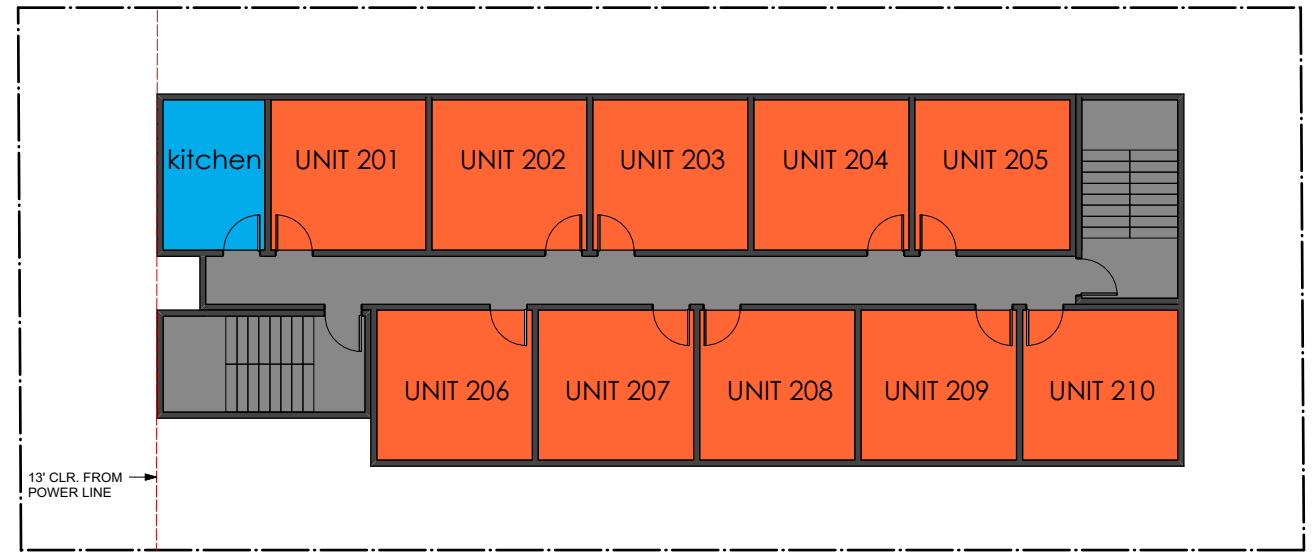 kitchen
UNIT 201
UNIT 202
UNIT 203
UNIT 204
UNIT 205
UNIT 206
UNIT 207
UNIT 208
UNIT 209
UNIT 210
13' CLR. FROM
POWER LINE